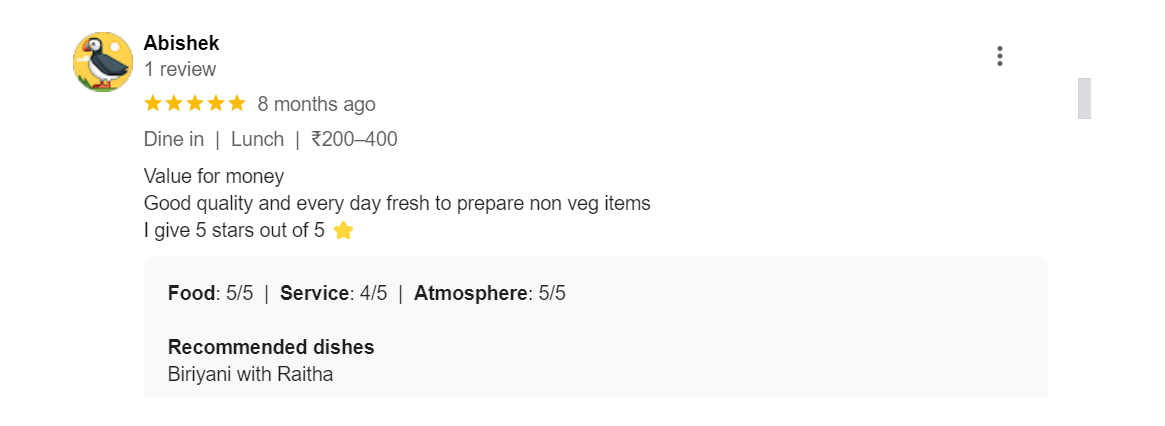 Abishek
1 review
8 months ago
Dine in | Lunch | ₹200–400
Value for money
Good quality and every day fresh to prepare non veg items
I give 5 stars out of 5 ⭐
Food: 5/5 | Service: 4/5 | Atmosphere: 5/5
Recommended dishes
Biriyani with Raitha